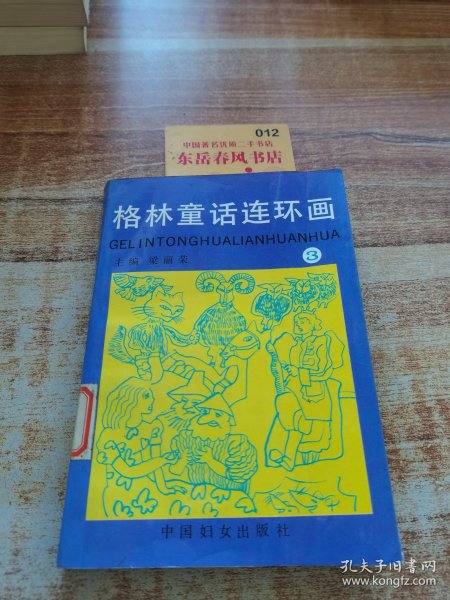 012
中国著名优质二手书店
东岳春风书店
格林童话连环画
GELINTONGHUALIANHUANHUA
主编 梁丽荣
8
中国妇女出版社
孔夫子旧书网
www.kongfz.com